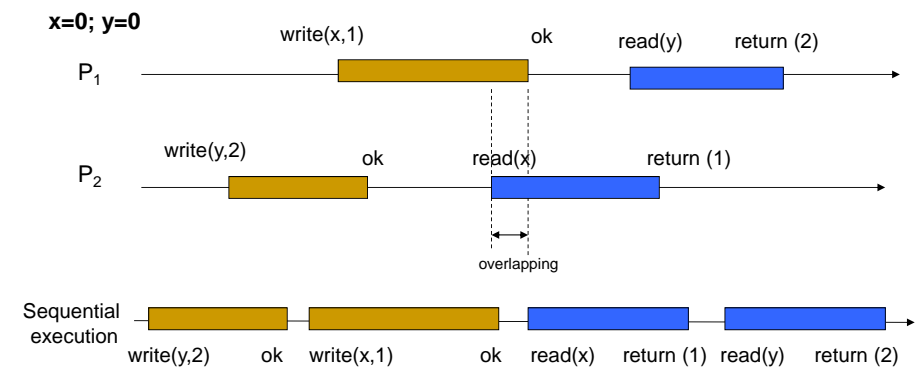 x=0; y=0
write(x,1) ok read(y) return (2)
P1
write(y,2) ok read(x) return (1)
P2
overlapping
Sequential
execution
write(y,2) ok write(x,1) ok read(x) return (1) read(y) return (2)